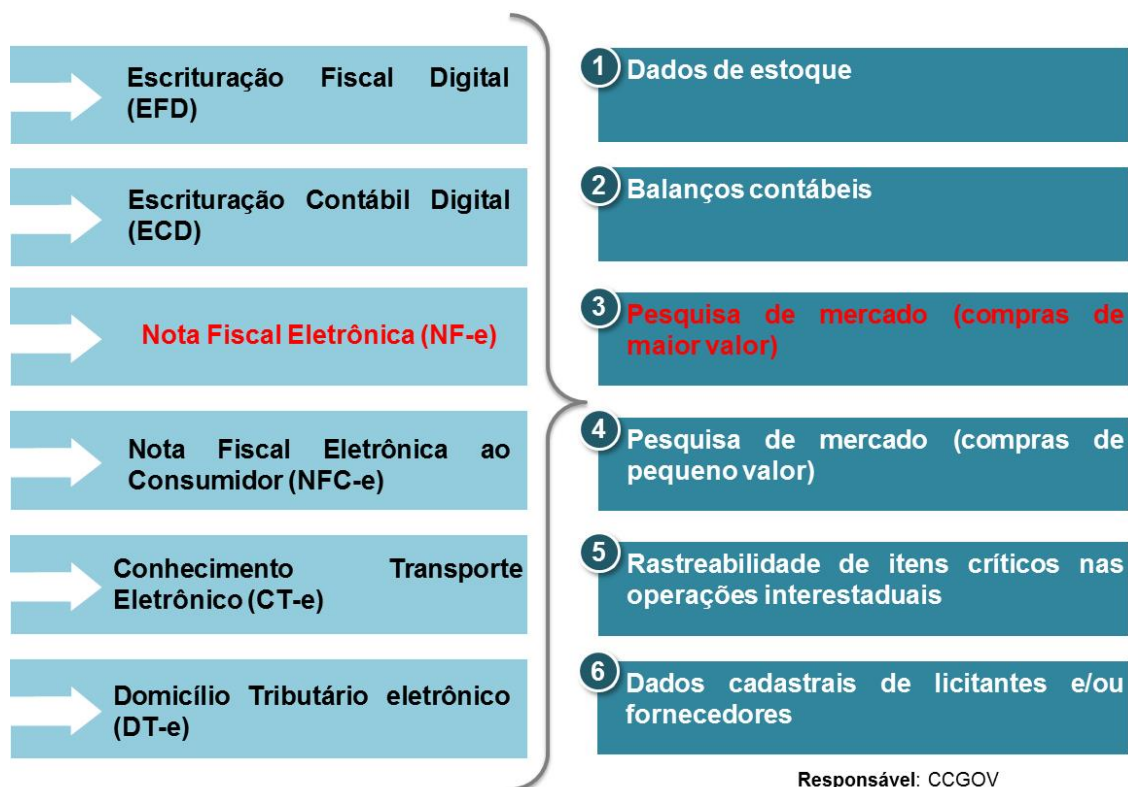 Escrituração Fiscal Digital
(EFD)
Escrituração Contábil Digital
(ECD)
Nota Fiscal Eletrônica (NF-e)
Nota Fiscal Eletrônica ao
Consumidor (NFC-e)
Conhecimento Transporte
Eletrônico (CT-e)
Domicílio Tributário eletrônico
(DT-e)
1 Dados de estoque
2 Balanços contábeis
3 Pesquisa de mercado (compras de
maior valor)
4 Pesquisa de mercado (compras de
pequeno valor)
5 Rastreabilidade de itens críticos nas
operações interestaduais
6 Dados cadastrais de licitantes e/ou
fornecedores
Responsável: CCGOV